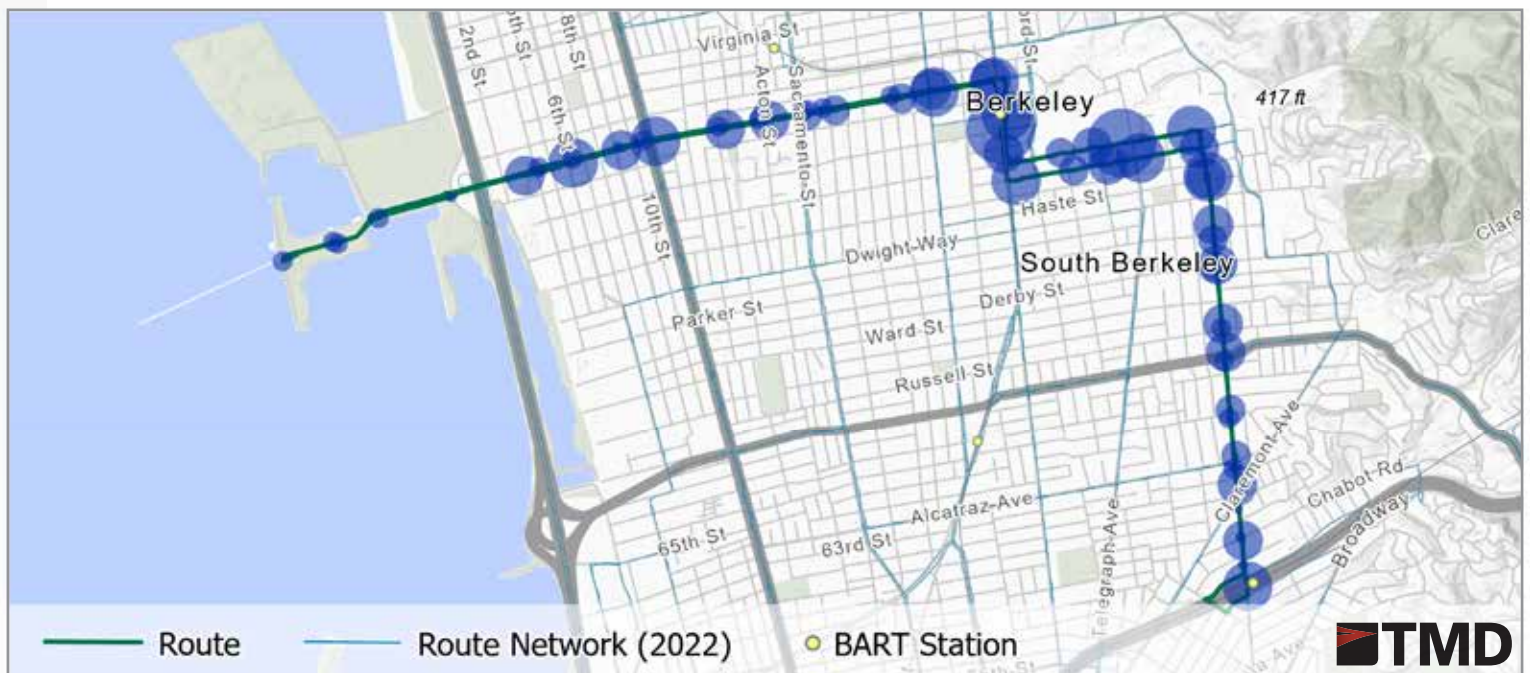 2nd St
8th St
6th St
10th St
Virginia St
Acton St
Sacramento St
Berkeley
417 ft
Haste St
Dwight Way
South Berkeley
Derby St
Parker St
Ward St
Russell St
Claremont Ave
Chabot Rd
Broadway
Alcatraz Ave
65th St
63rd St
Telegraph Ave
Route
Route Network (2022)
BART Station
TMD